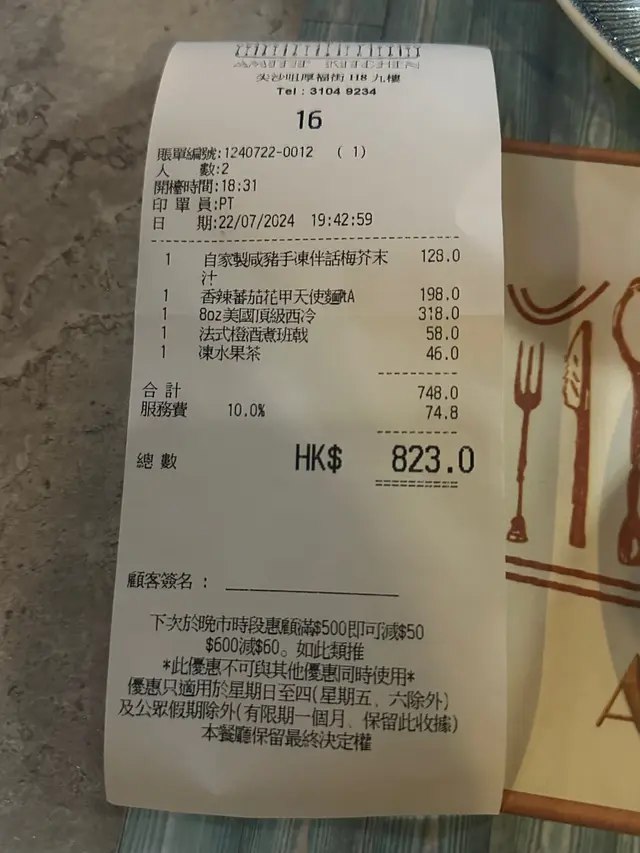 KITCHEN
尖沙咀厚福街 H8 九樓
Tel : 3104 9234
16
賬單編號:1240722-0012 ( 1)
人 數:2
開檯時間:18:31
印 單 員:PT
日 期:22/07/2024 19:42:59
1 自家製咸豬手凍伴話梅芥末 128.0
汁
1 香辣蕃茄花甲天使麵 198.0
1 8oz美國頂級西冷 318.0
1 法式橙酒煮班戟 58.0
1 凍水果茶 46.0
合計 748.0
服務費 10.0% 74.8
總數 HK$ 823.0
顧客簽名 :
下次於晚市時段惠顧滿$500即可減$50
$600減$60。如此類推
*此優惠不可與其他優惠同時使用*
優惠只適用於星期日至四(星期五、六除外)
及公眾假期除外(有限期一個月、保留此收據)
本餐廳保留最終決定權
A